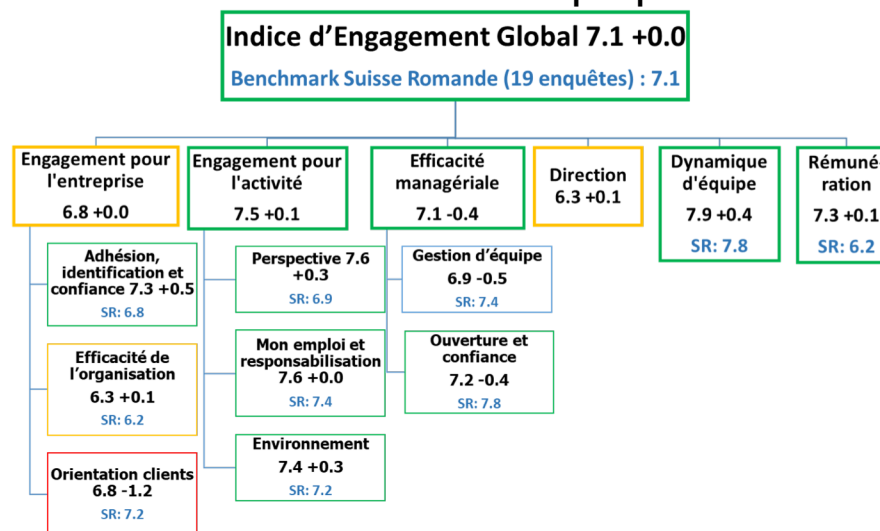 Indice d'Engagement Global 7.1 +0.0
Benchmark Suisse Romande (19 enquêtes) : 7.1
Engagement pour
l'entreprise
6.8 +0.0
Adhésion,
identification et
confiance 7.3 +0.5
SR: 6.8
Efficacité de
l'organisation
6.3 +0.1
SR: 6.2
Orientation clients
6.8 -1.2
SR: 7.2
Engagement pour
l'activité
7.5 +0.1
Perspective 7.6
+0.3
SR: 6.9
Mon emploi et
responsabilisation
7.6 +0.0
SR: 7.4
Environnement
7.4 +0.3
SR: 7.2
Efficacité
managériale
7.1 -0.4
Gestion d'équipe
6.9 -0.5
SR: 7.4
Ouverture et
confiance
7.2 -0.4
SR: 7.8
Direction
6.3 +0.1
Dynamique
d'équipe
7.9 +0.4
SR: 7.8
Rémuné-
ration
7.3 +0.1
SR: 6.2